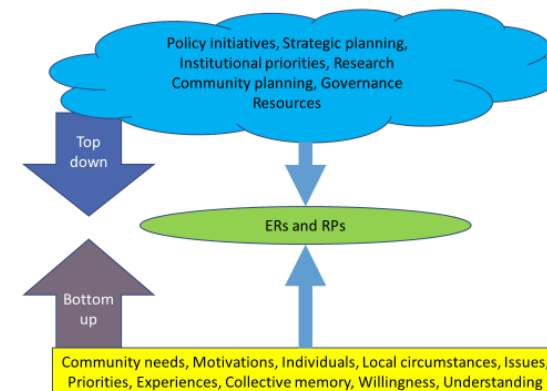 Policy initiatives, Strategic planning,
Institutional priorities, Research
Community planning, Governance
Resources
Top
down
ERs and RPs
Bottom
up
Community needs, Motivations, Individuals, Local circumstances, Issues,
Priorities, Experiences, Collective memory, Willingness, Understanding